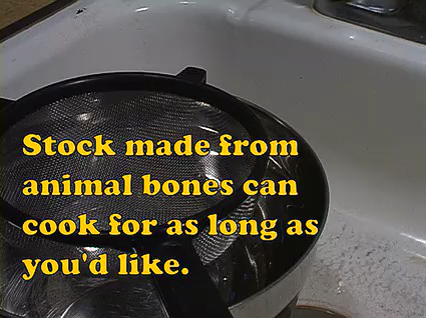 Stock made from
animal bones can
cook for as long as
you'd like.